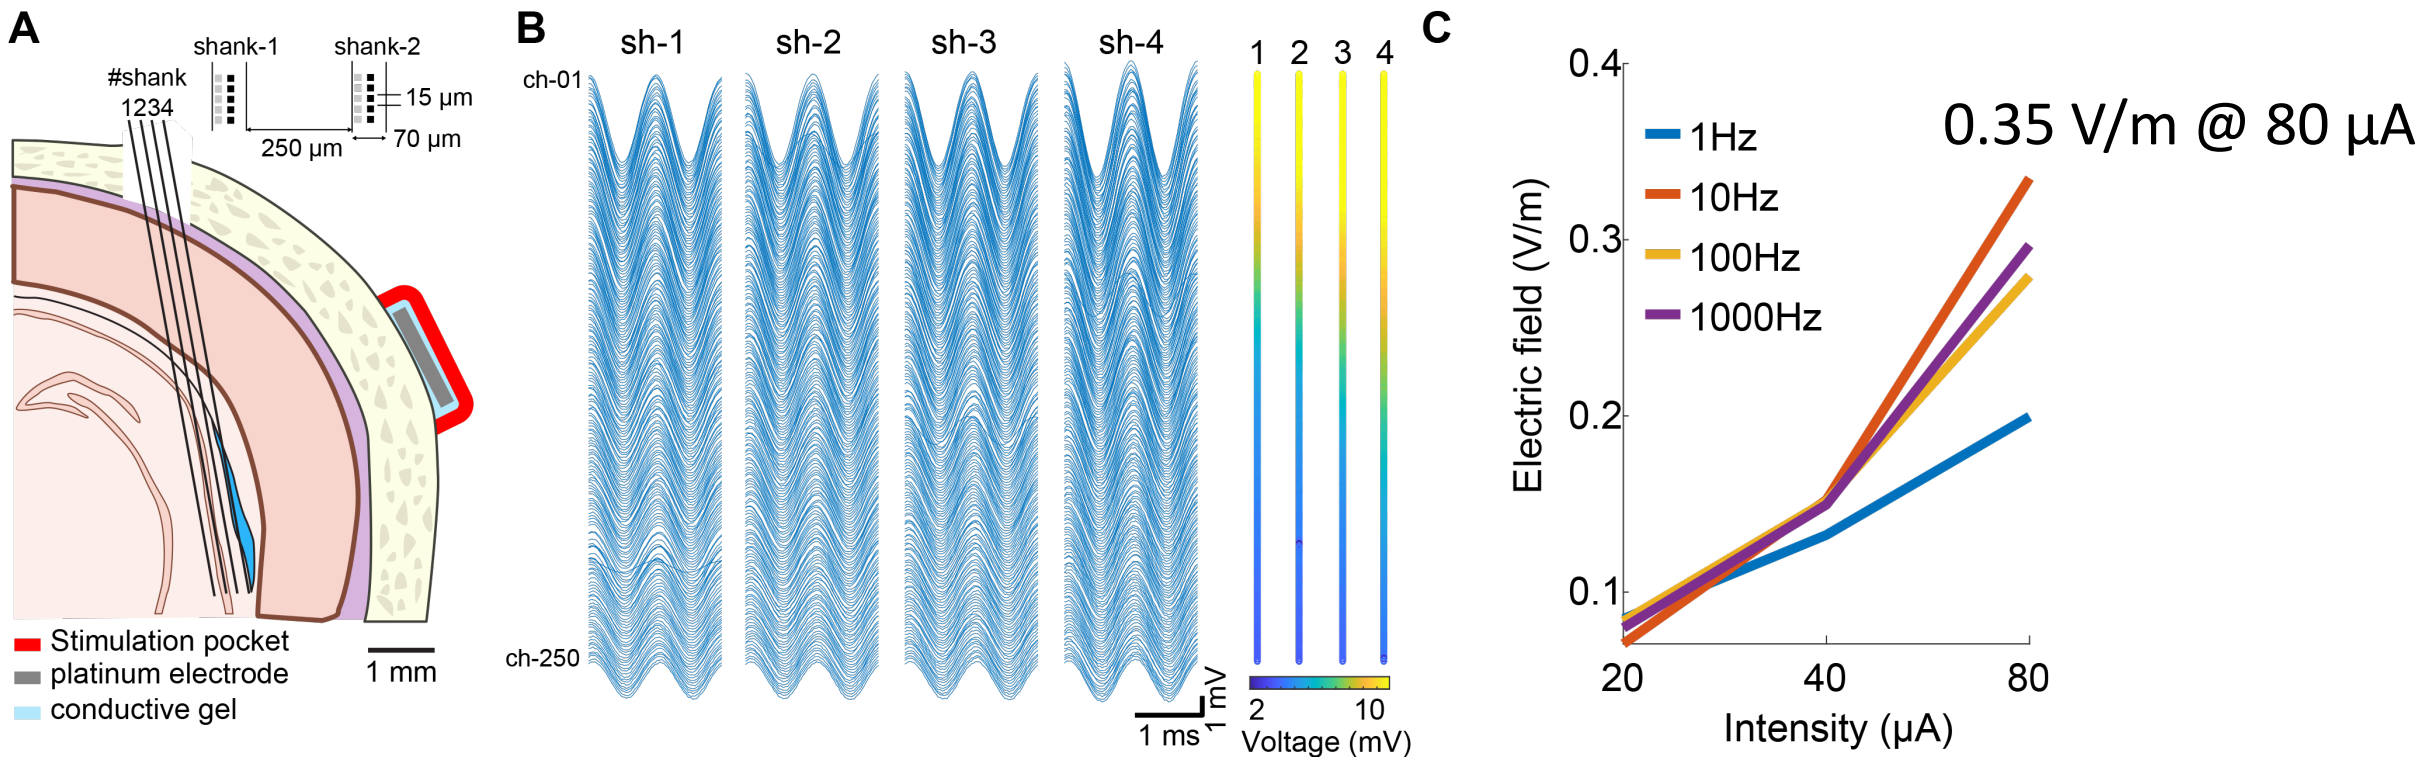 A
shank-1
shank-2
#shank
1234
15 µm
250 µm
70 µm
Stimulation pocket
platinum electrode
conductive gel
1 mm
B
sh-1
sh-2
sh-3
sh-4
1
2
3
4
ch-01
ch-250
1 mV
1 ms
2
10
Voltage (mV)
C
0.4
0.3
0.2
0.1
Electric field (V/m)
1Hz
10Hz
100Hz
1000Hz
0.35 V/m @ 80 µA
20
40
80
Intensity (µA)